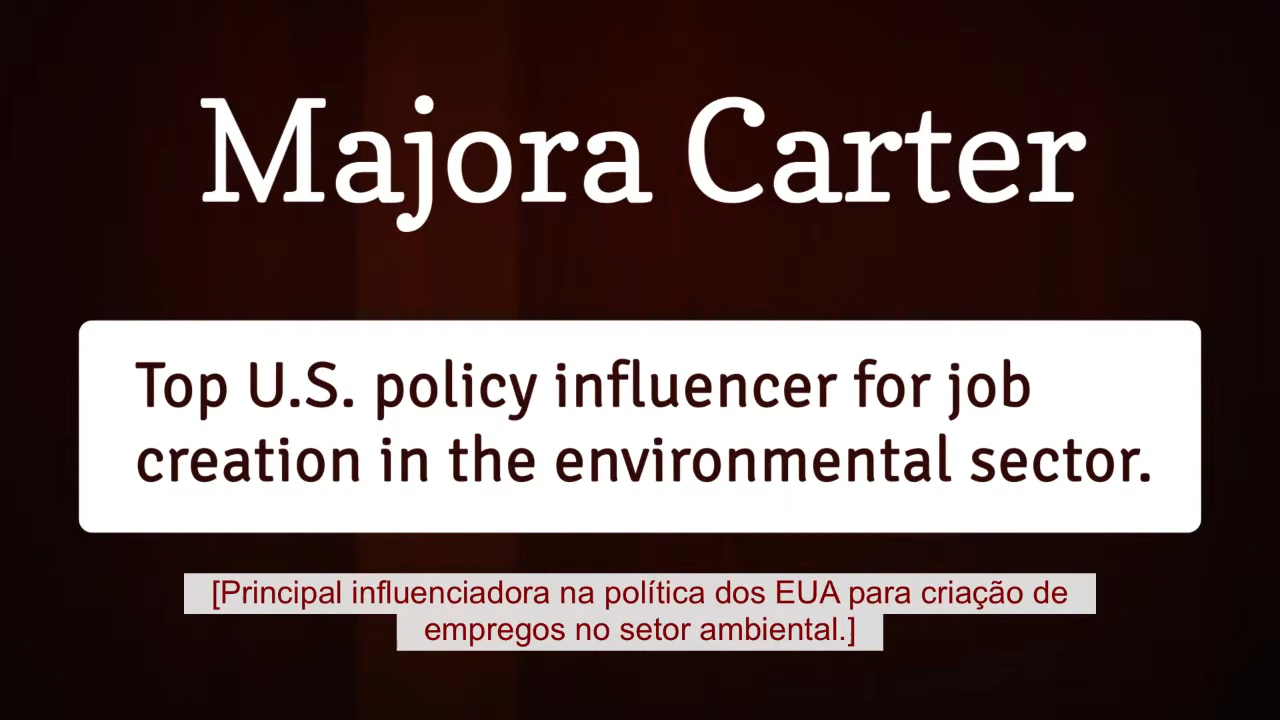 Majora Carter
Top U.S. policy influencer for job
creation in the environmental sector.
[Principal influenciadora na política dos EUA para criação de
empregos no setor ambiental.]